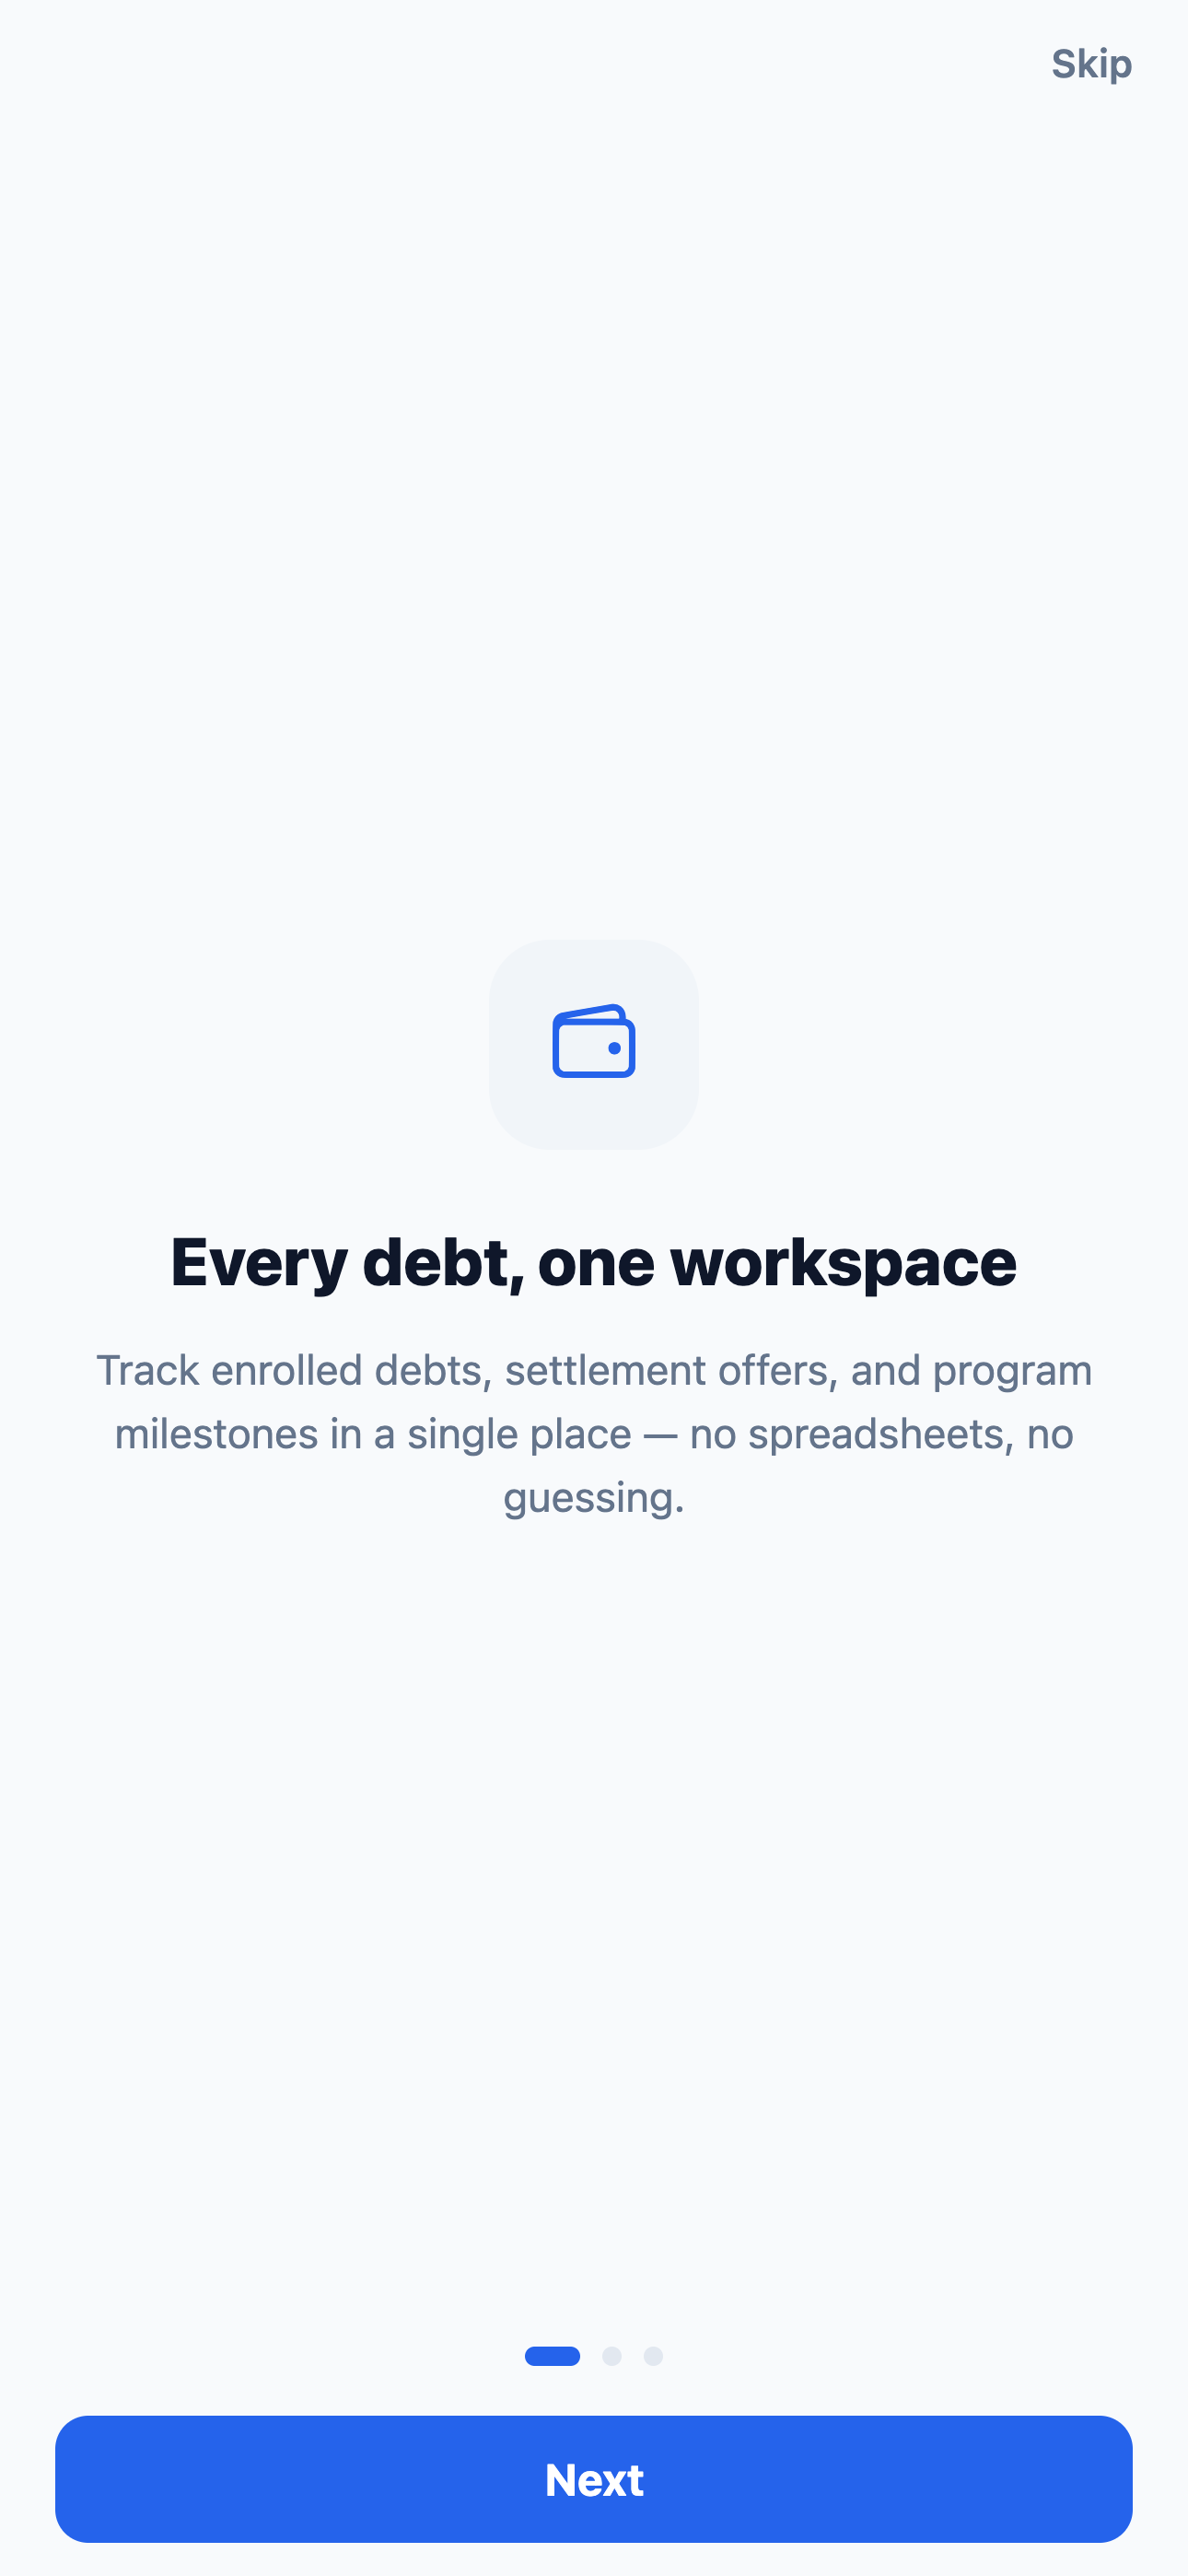 Skip
Every debt, one workspace
Track enrolled debts, settlement offers, and program
milestones in a single place — no spreadsheets, no
guessing.
Next